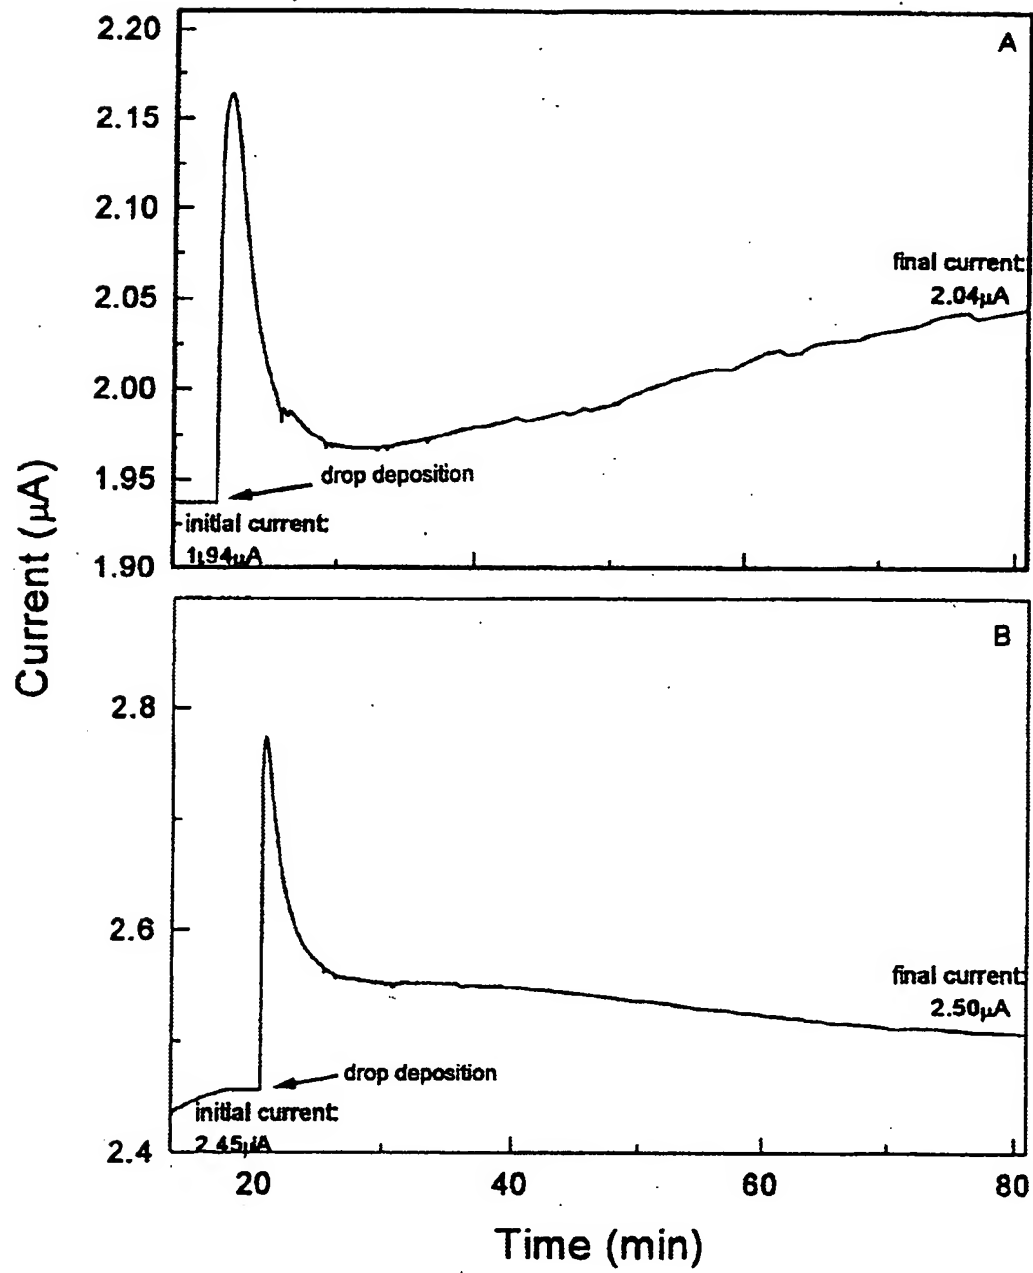 A
2.20
2.15
2.10
2.05
2.00
1.95
1.90
final current:
2.04μA
drop deposition
initial current:
1.94μA
Current (μA)
B
2.8
2.6
2.4
final current:
2.50μA
drop deposition
initial current:
2.45μA
20
40
60
80
Time (min)